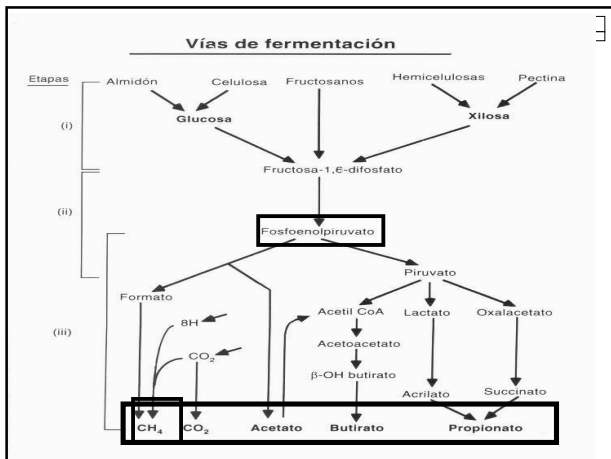 Vías de fermentación
Etapas Almidón Celulosa Fructosanos Hemicelulosas Pectina
(i) Glucosa Xilosa
Fructosa-1,6-difosfato
(ii)
Fosfoenolpiruvato
Piruvato
Formato
Acetil CoA Lactato Oxalacetato
8H
(iii)
Acetoacetato
CO₂
β-OH butirato
Acrilato Succinato
CH₄ CO₂ Acetato Butirato Propionato